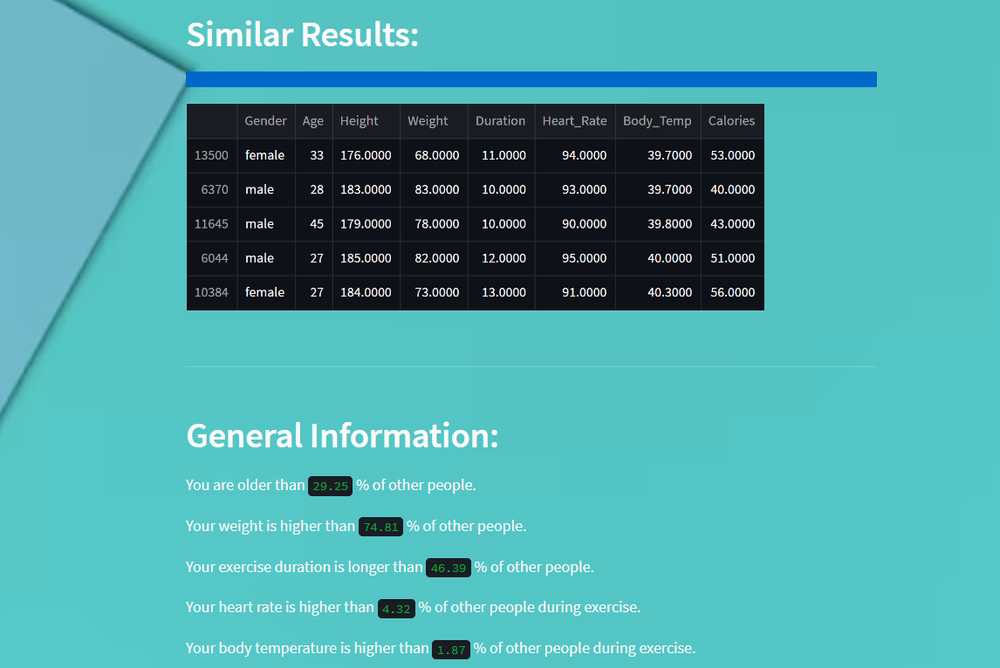 Similar Results:
Gender Age Height Weight Duration Heart_Rate Body_Temp Calories
13500 female 33 176.0000 68.0000 11.0000 94.0000 39.7000 53.0000
6370 male 28 183.0000 83.0000 10.0000 93.0000 39.7000 40.0000
11645 male 45 179.0000 78.0000 10.0000 90.0000 39.8000 43.0000
6044 male 27 185.0000 82.0000 12.0000 95.0000 40.0000 51.0000
10384 female 27 184.0000 73.0000 13.0000 91.0000 40.3000 56.0000
General Information:
You are older than 29.25 % of other people.
Your weight is higher than 74.81 % of other people.
Your exercise duration is longer than 46.39 % of other people.
Your heart rate is higher than 4.32 % of other people during exercise.
Your body temperature is higher than 1.87 % of other people during exercise.